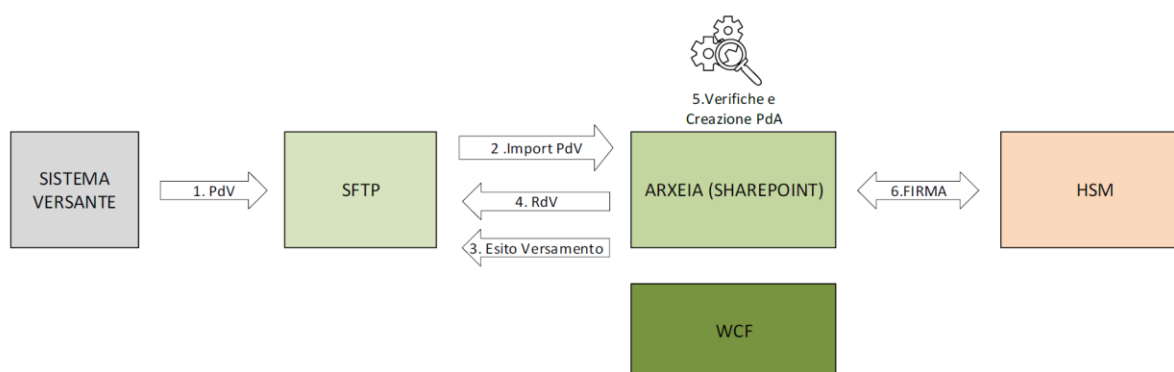 5.Verifiche e
Creazione PdA
SISTEMA
VERSANTE
1. PdV
SFTP
2 .Import PdV
4. RdV
3. Esito Versamento
ARXEIA (SHAREPOINT)
6.FIRMA
HSM
WCF